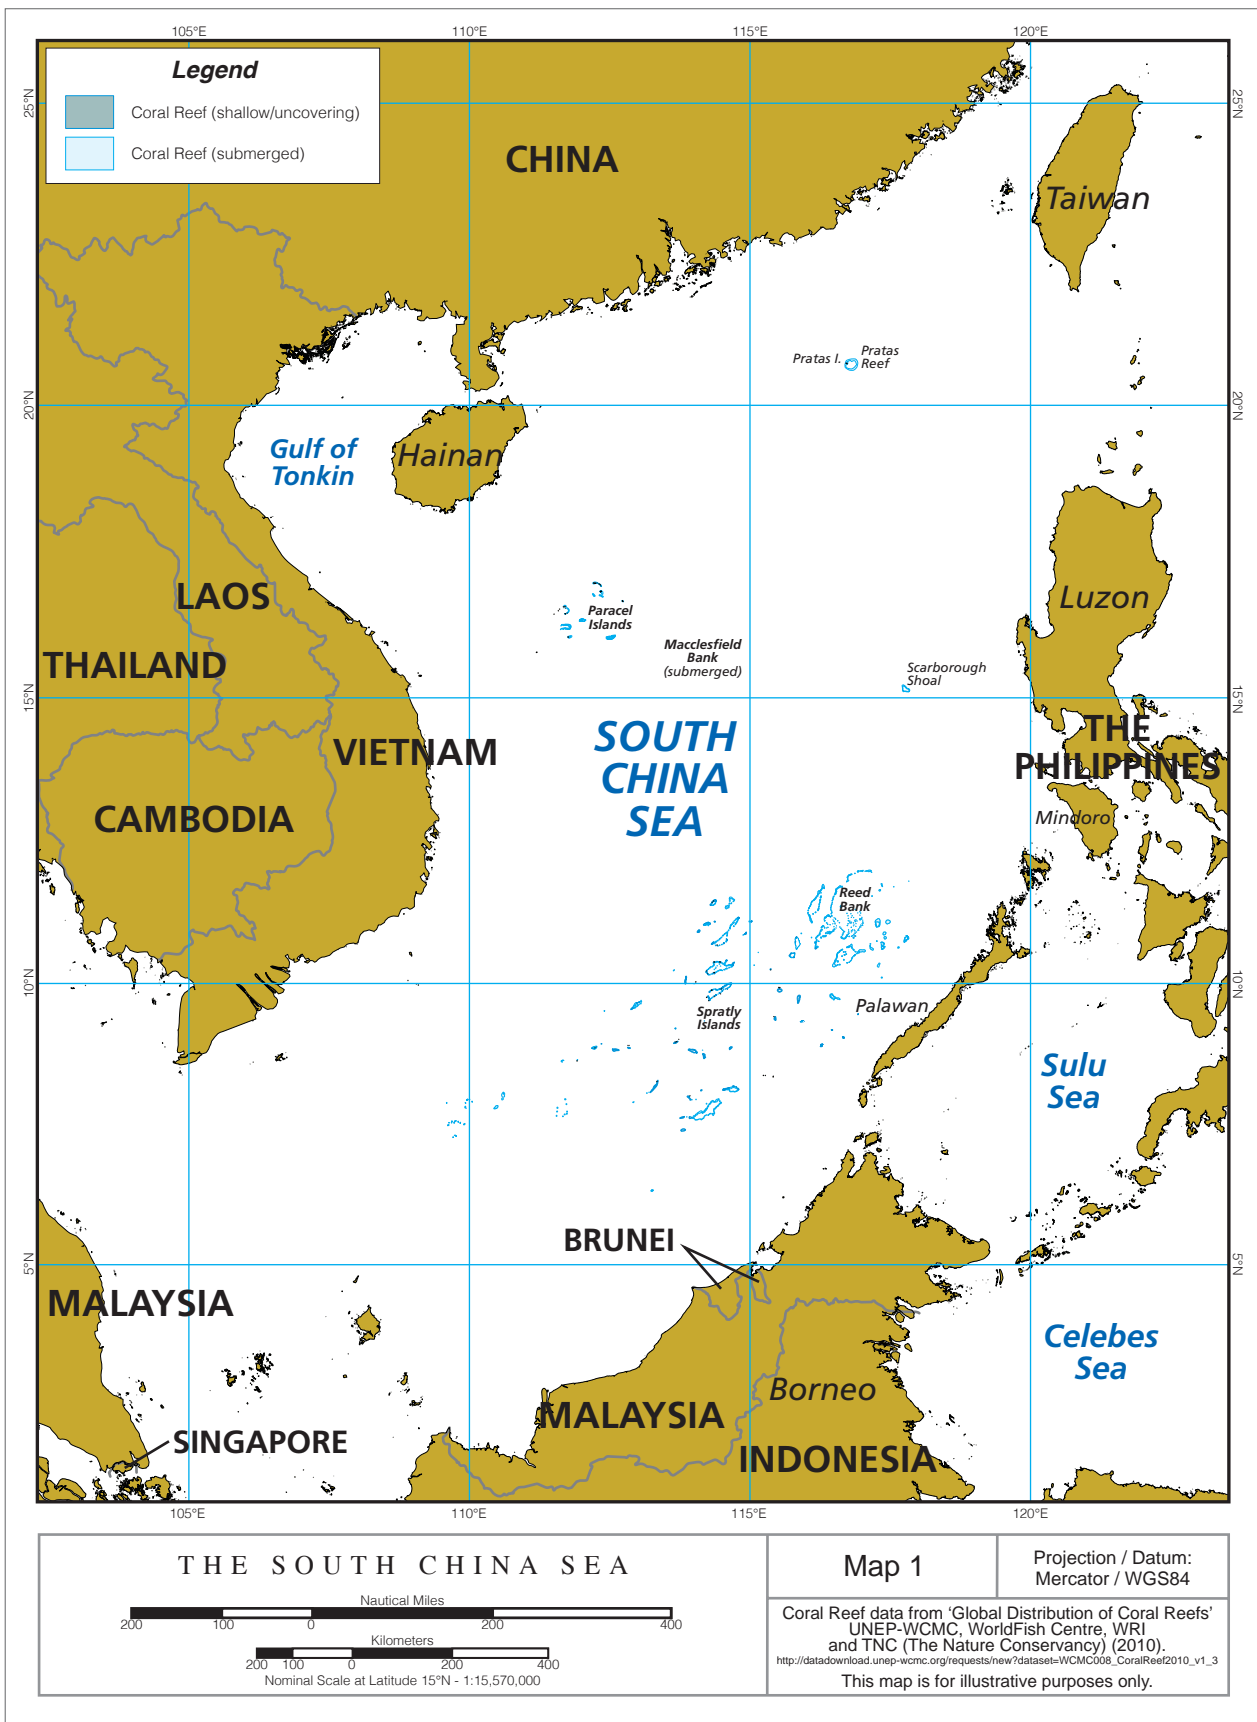 105°E
110°E
115°E
120°E
Legend
Coral Reef (shallow/uncovering)
Coral Reef (submerged)
25°N
25°N
CHINA
Taiwan
Pratas I.
Pratas
Reef
20°N
20°N
Gulf of
Tonkin
Hainan
LAOS
Luzon
Paracel
Islands
Macclesfield
Bank
(submerged)
THAILAND
Scarborough
Shoal
15°N
15°N
SOUTH
CHINA
SEA
VIETNAM
THE
PHILIPPINES
CAMBODIA
Mindoro
Reed
Bank
10°N
10°N
Spratly
Islands
Palawan
Sulu
Sea
BRUNEI
5°N
5°N
MALAYSIA
Celebes
Sea
Borneo
MALAYSIA
SINGAPORE
INDONESIA
105°E
110°E
115°E
120°E
THE SOUTH CHINA SEA
Nautical Miles
200 100 0 200 400
Kilometers
200 100 0 200 400
Nominal Scale at Latitude 15°N - 1:15,570,000
Map 1
Projection / Datum:
Mercator / WGS84
Coral Reef data from ‘Global Distribution of Coral Reefs’
UNEP-WCMC, WorldFish Centre, WRI
and TNC (The Nature Conservancy) (2010).
http://datadownload.unep-wcmc.org/requests/new?dataset=WCMC008_CoralReef2010_v1_3
This map is for illustrative purposes only.